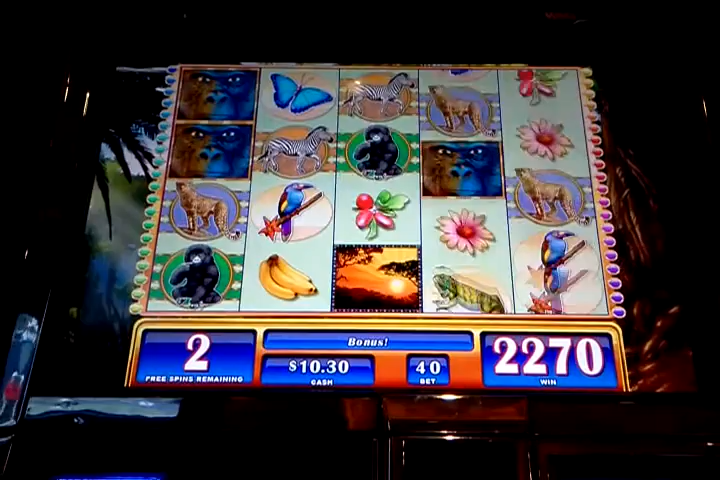 Bonus!
2
FREE SPINS REMAINING
$10.30
CASH
40
BET
2270
WIN